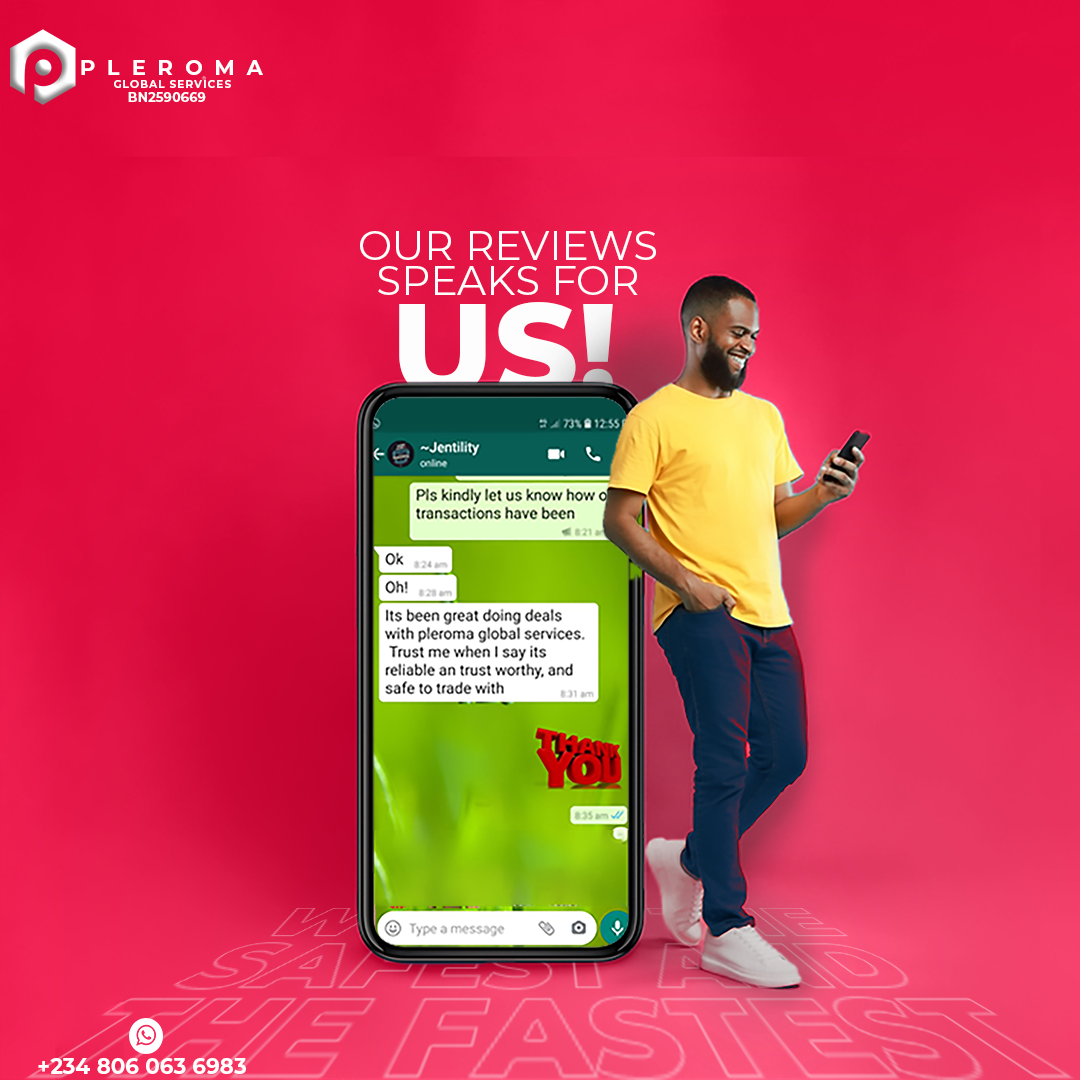 PLEROMA
GLOBAL SERVICES
BN2590669
OUR REVIEWS
SPEAKS FOR
US!
73% 12:55
~Jentility
online
Pls kindly let us know how o
transactions have been
8:21 am
Ok 8:24 am
Oh! 8:28 am
Its been great doing deals
with pleroma global services.
Trust me when I say its
reliable an trust worthy, and
safe to trade with
8:31 am
THANK
YOU
8:35 am
Type a message
SAFEST AND
THE FASTEST
+234 806 063 6983